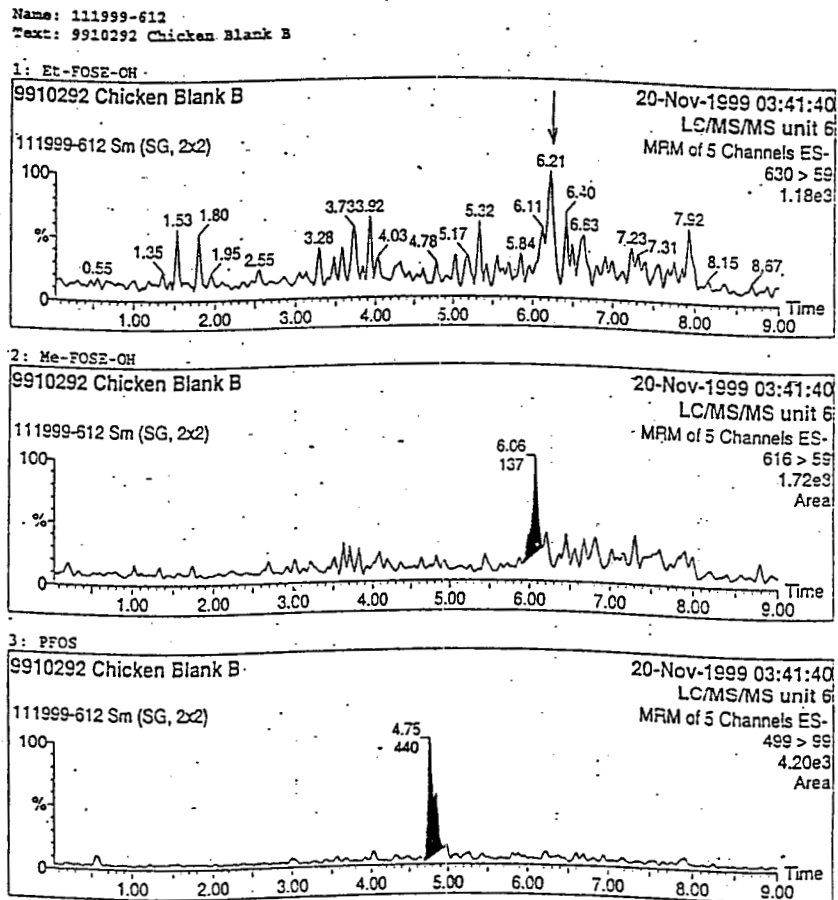 Name: 111999-612
Text: 9910292 Chicken Blank B
1: Et-FOSE-OH
9910292 Chicken Blank B
20-Nov-1999 03:41:40
LC/MS/MS unit 6
111999-612 Sm (SG, 2x2)
MRM of 5 Channels ES-
630 > 59
1.18e3
100
%
0
0.55
1.35
1.53
1.80
1.95
2.55
3.28
3.73
3.92
4.03
4.78
5.17
5.32
5.84
6.11
6.21
6.40
6.63
7.23
7.31
7.92
8.15
8.67
Time
1.00 2.00 3.00 4.00 5.00 6.00 7.00 8.00 9.00
2: Me-FOSE-OH
9910292 Chicken Blank B
20-Nov-1999 03:41:40
LC/MS/MS unit 6
111999-612 Sm (SG, 2x2)
MRM of 5 Channels ES-
616 > 59
1.72e3
Area
100
%
0
6.06
137
Time
1.00 2.00 3.00 4.00 5.00 6.00 7.00 8.00 9.00
3: PFOS
9910292 Chicken Blank B
20-Nov-1999 03:41:40
LC/MS/MS unit 6
111999-612 Sm (SG, 2x2)
MRM of 5 Channels ES-
499 > 99
4.20e3
Area
100
%
0
4.75
440
Time
1.00 2.00 3.00 4.00 5.00 6.00 7.00 8.00 9.00